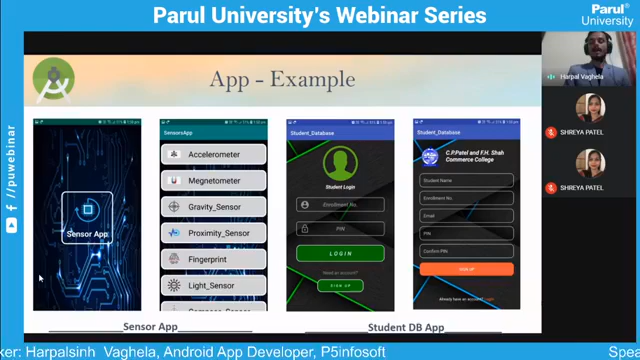 Parul University's Webinar Series
Parul®
University
App - Example
Harpal Vaghela
SHREYA PATEL
SHREYA PATEL
/puwebinar
Sensor App
SensorsApp
Accelerometer
Megnetometer
Gravity_Sensor
Proximity_Sensor
Fingerprint
Light_Sensor
Student_Database
Student Login
Enrollment No.
PIN
LOGIN
Need an account?
SIGN UP
Student_Database
C.P.Patel and F.H. Shah
Commerce College
Student Name
Enrollment No.
Email
PIN
Confirm PIN
SIGN UP
Already have an account? Login
Sensor App
Student DB App
ker: Harpalsinh Vaghela, Android App Developer, P5infosoft
Spea